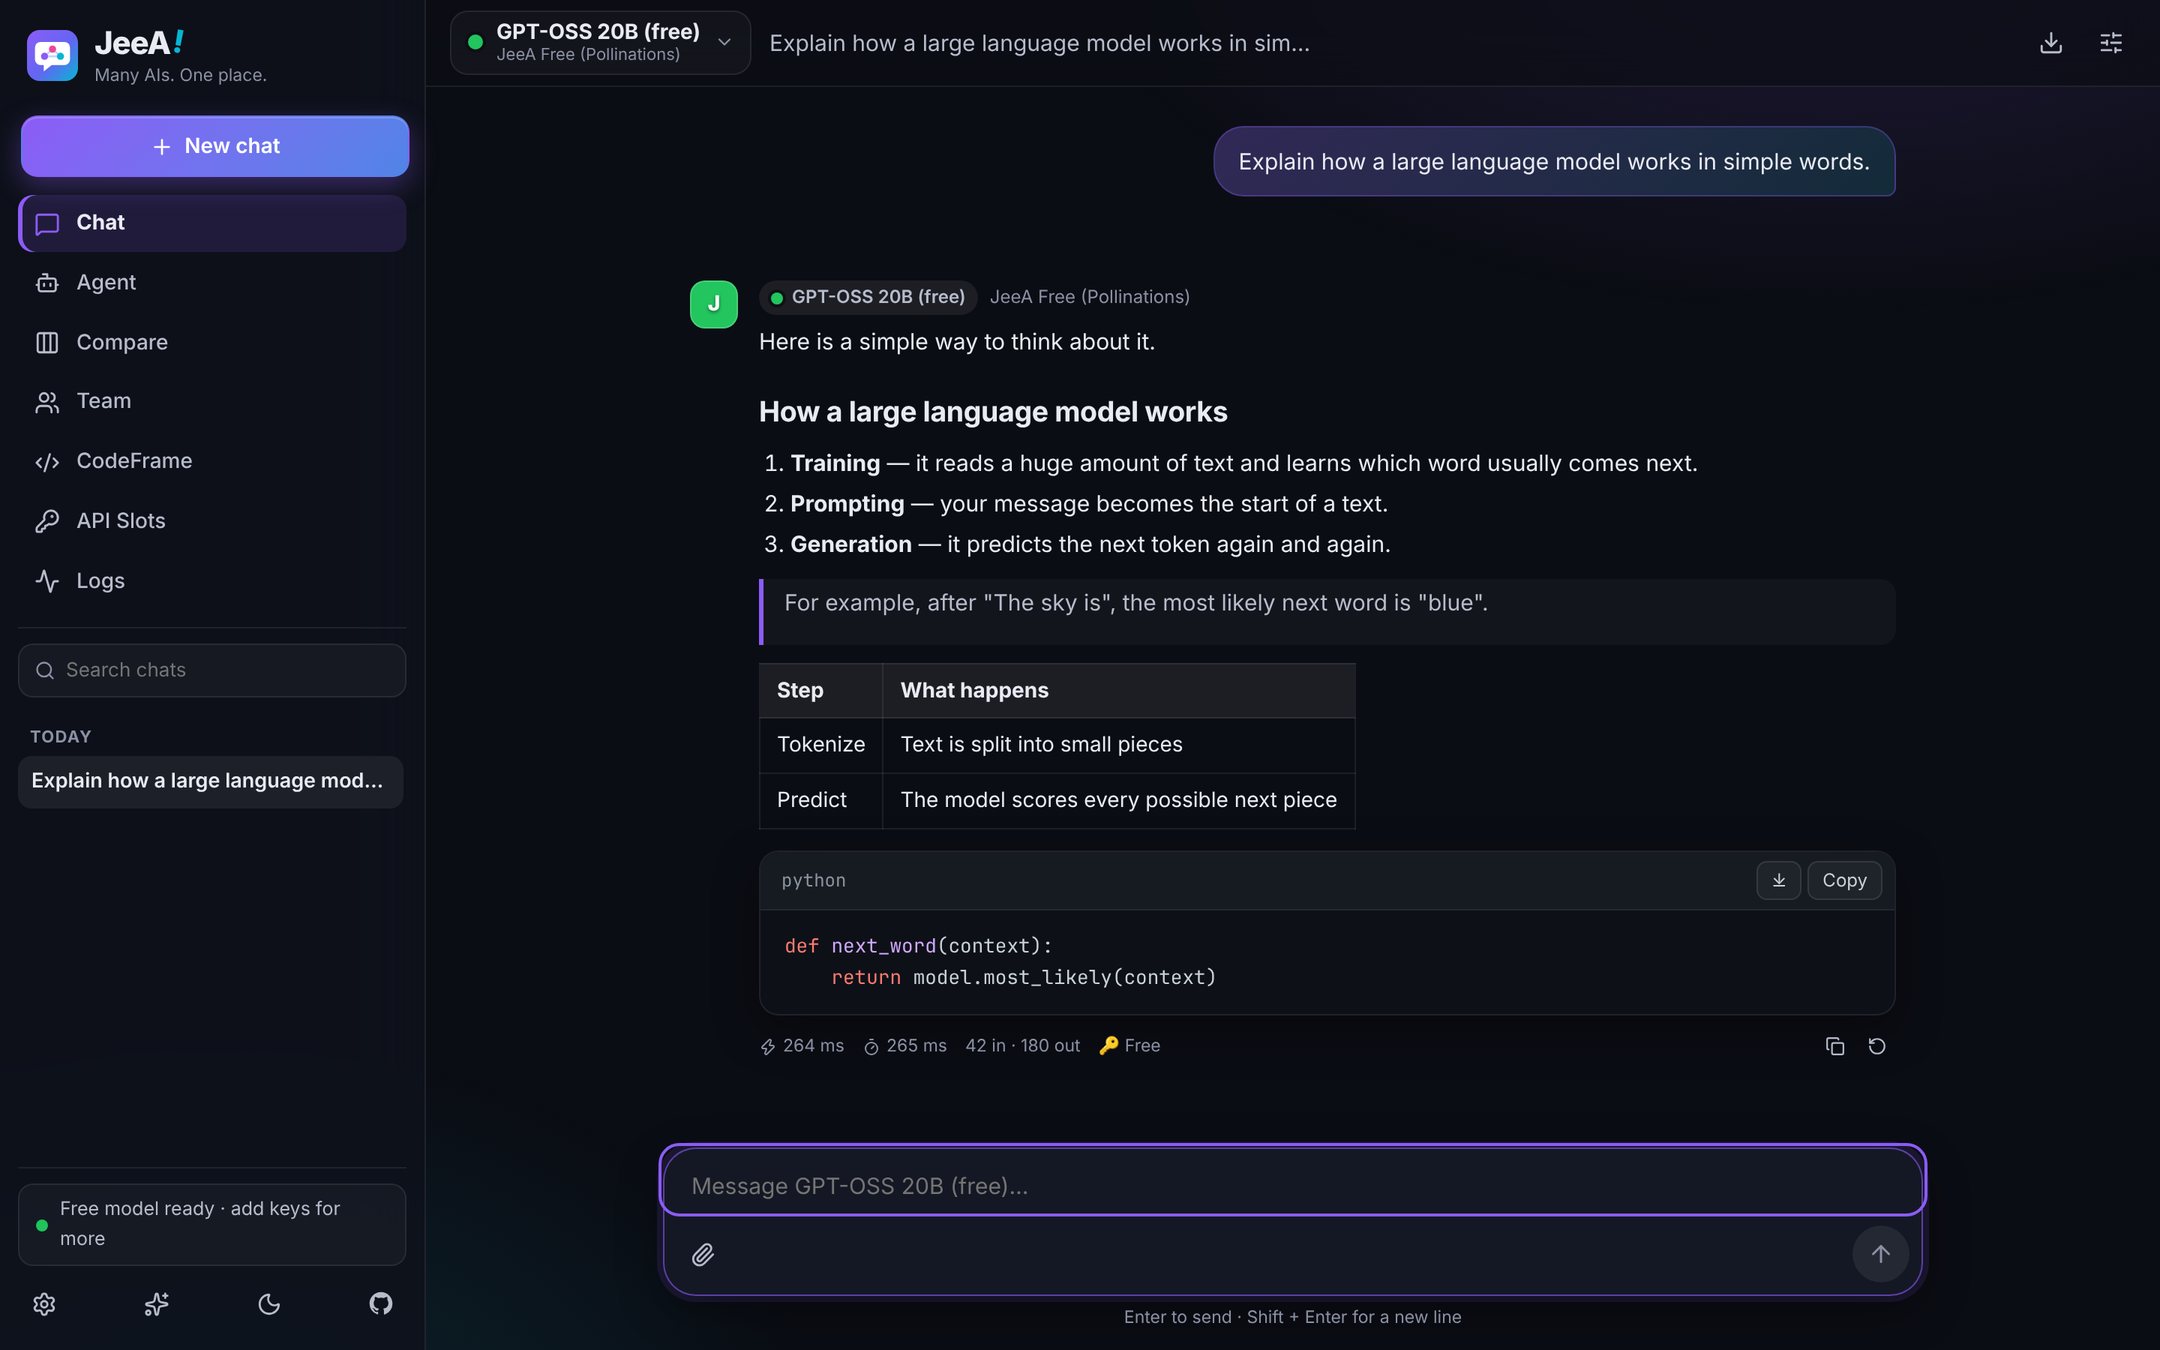 JeeA!
Many AIs. One place.
New chat
Chat
Agent
Compare
Team
CodeFrame
API Slots
Logs
Search chats
TODAY
Explain how a large language mod...
Free model ready · add keys for
more
GPT-OSS 20B (free)
JeeA Free (Pollinations)
Explain how a large language model works in sim...
Explain how a large language model works in simple words.
J
GPT-OSS 20B (free) JeeA Free (Pollinations)
Here is a simple way to think about it.
How a large language model works
1. Training — it reads a huge amount of text and learns which word usually comes next.
2. Prompting — your message becomes the start of a text.
3. Generation — it predicts the next token again and again.
For example, after "The sky is", the most likely next word is "blue".
Step What happens
Tokenize Text is split into small pieces
Predict The model scores every possible next piece
python Copy
def next_word(context):
    return model.most_likely(context)
264 ms 265 ms 42 in · 180 out 🔑 Free
Message GPT-OSS 20B (free)...
Enter to send · Shift + Enter for a new line